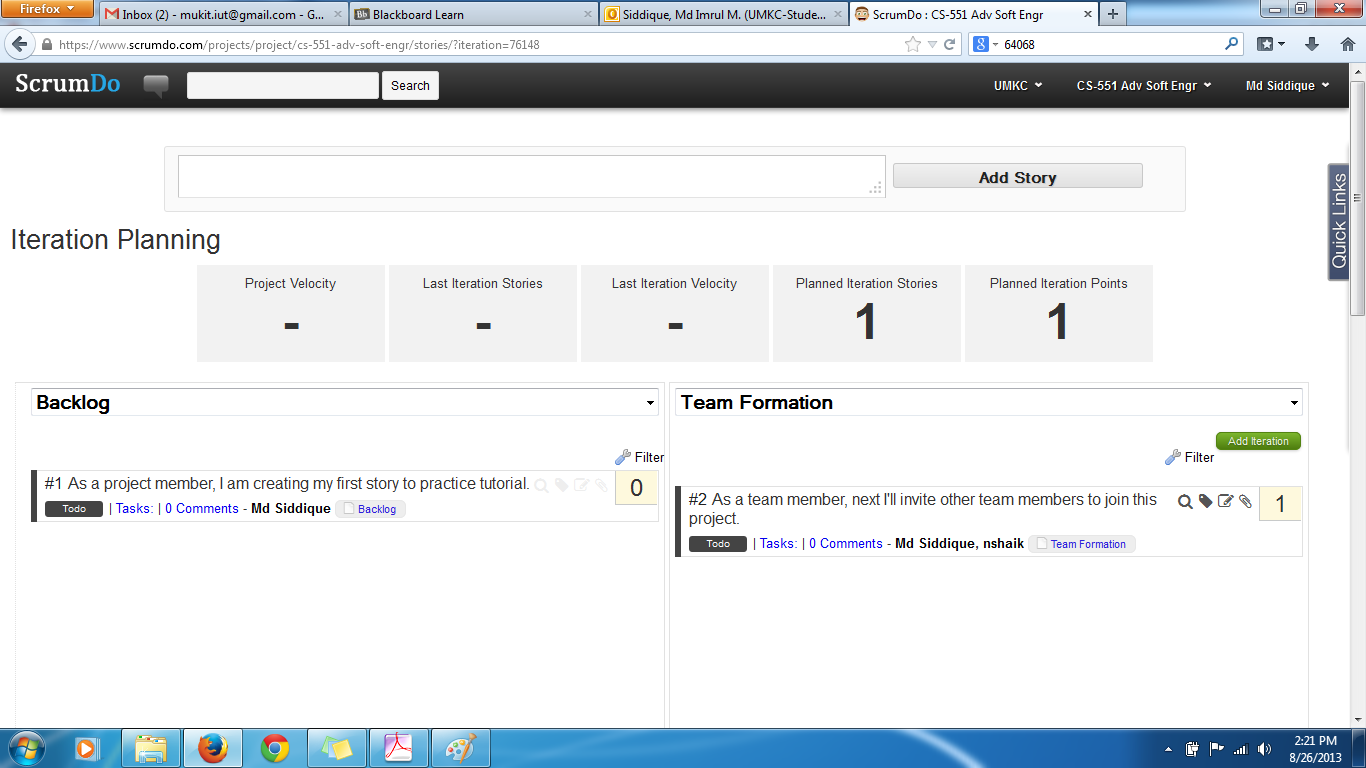 Firefox
Inbox (2) - mukit.iut@gmail.com - G...
Blackboard Learn
Siddique, Md Imrul M. (UMKC-Stude...
ScrumDo : CS-551 Adv Soft Engr
https://www.scrumdo.com/projects/project/cs-551-adv-soft-engr/stories/?iteration=76148
64068
ScrumDo
Search
UMKC
CS-551 Adv Soft Engr
Md Siddique
Add Story
Quick Links
Iteration Planning
Project Velocity
-
Last Iteration Stories
-
Last Iteration Velocity
-
Planned Iteration Stories
1
Planned Iteration Points
1
Backlog
Filter
#1 As a project member, I am creating my first story to practice tutorial.
0
Todo | Tasks: | 0 Comments - Md Siddique Backlog
Team Formation
Add Iteration
Filter
#2 As a team member, next I'll invite other team members to join this
project.
1
Todo | Tasks: | 0 Comments - Md Siddique, nshaik Team Formation
2:21 PM
8/26/2013